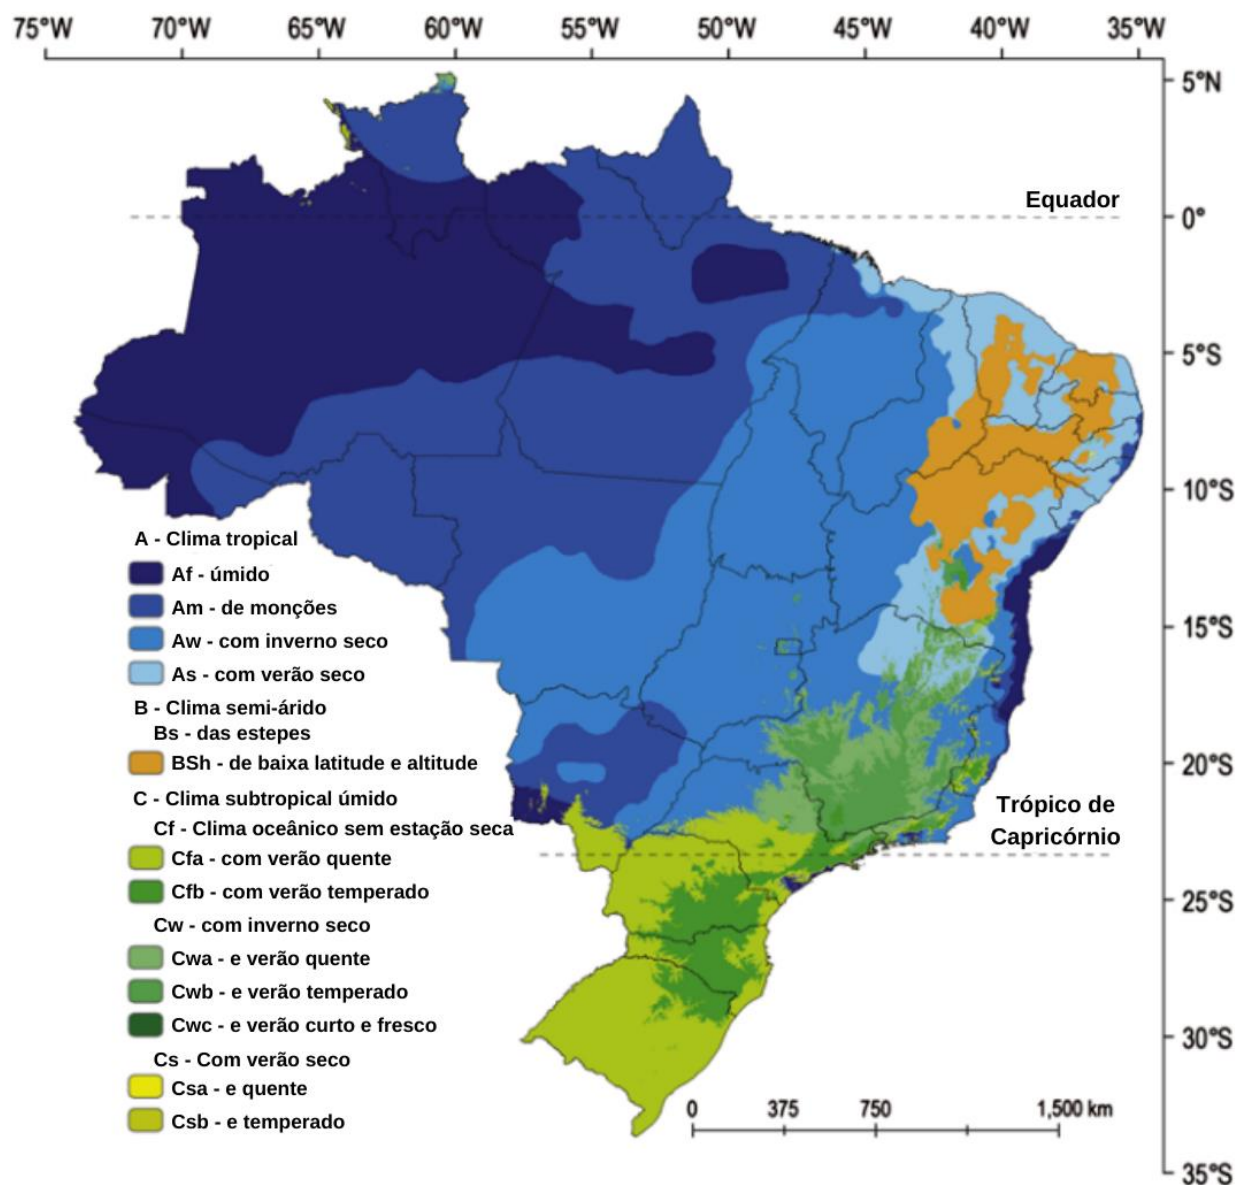 75°W 70°W 65°W 60°W 55°W 50°W 45°W 40°W 35°W
5°N
Equador
0°
5°S
10°S
A - Clima tropical
Af - úmido
Am - de monções
15°S
Aw - com inverno seco
As - com verão seco
B - Clima semi-árido
Bs - das estepes
BSh - de baixa latitude e altitude
20°S
C - Clima subtropical úmido
Trópico de
Capricórnio
Cf - Clima oceânico sem estação seca
Cfa - com verão quente
Cfb - com verão temperado
25°S
Cw - com inverno seco
Cwa - e verão quente
Cwb - e verão temperado
Cwc - e verão curto e fresco
30°S
Cs - Com verão seco
Csa - e quente
Csb - e temperado
0 375 750 1,500 km
35°S